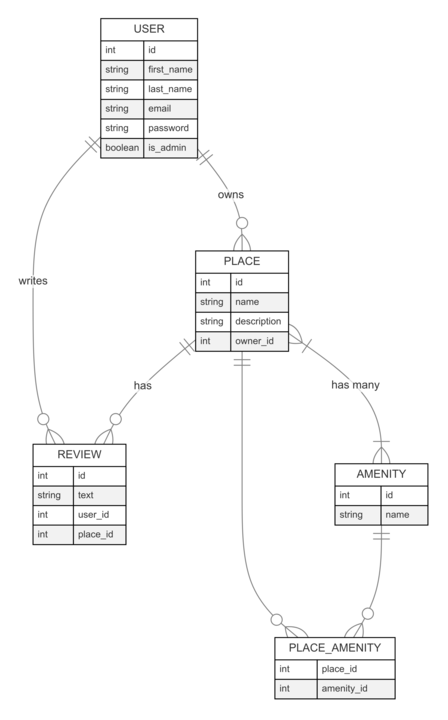 USER
int id
string first_name
string last_name
string email
string password
boolean is_admin
owns
writes
PLACE
int id
string name
string description
int owner_id
has
has many
REVIEW
int id
string text
int user_id
int place_id
AMENITY
int id
string name
PLACE_AMENITY
int place_id
int amenity_id